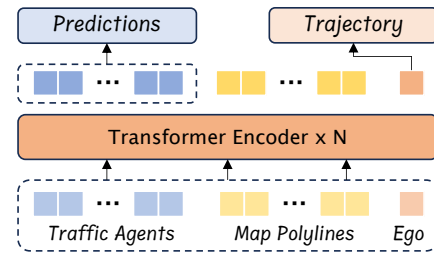 Predictions
Trajectory
...
...
Transformer Encoder x N
...
...
Traffic Agents
Map Polylines
Ego